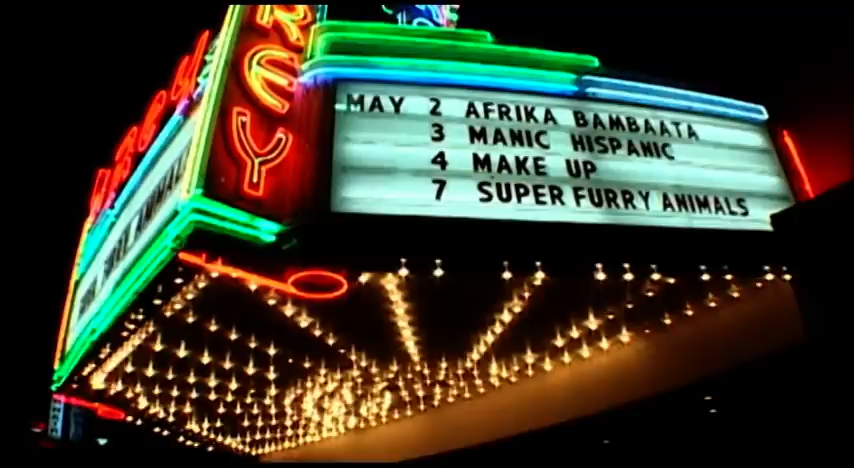 REY
MAY 2 AFRIKA BAMBAATA
3 MANIC HISPANIC
4 MAKE UP
7 SUPER FURRY ANIMALS